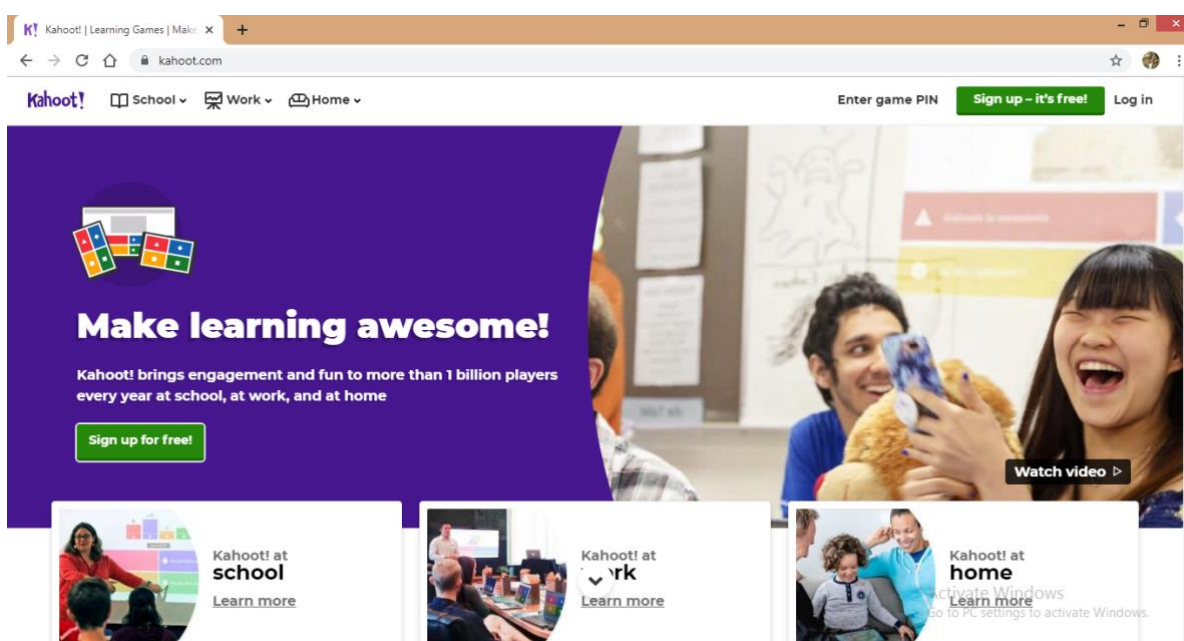 K! Kahoot! | Learning Games | Make
kahoot.com
Kahoot! School Work Home Enter game PIN Sign up – it's free! Log in
Kahoot is awesome
Make learning awesome!
Kahoot! brings engagement and fun to more than 1 billion players
every year at school, at work, and at home
Sign up for free!
Watch video
Kahoot! at
school
Learn more
Kahoot! at
Learn more
Kahoot! at
home
Learn more
Activate Windows
Go to PC settings to activate Windows.